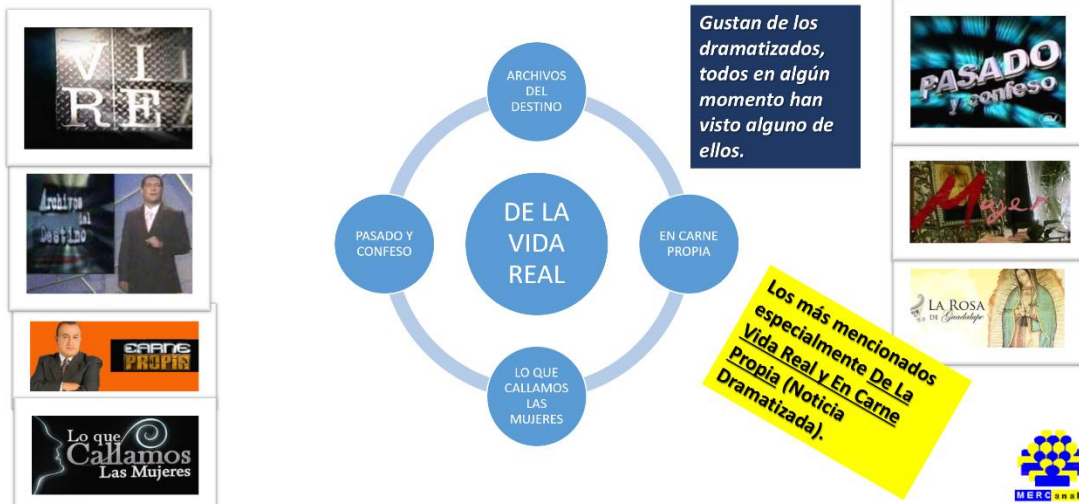 VI
RE
Archivos
del
Destino
CARNE
PROPIA
Lo que
Callamos
Las Mujeres
ARCHIVOS
DEL
DESTINO
PASADO Y
CONFESO
DE LA
VIDA
REAL
EN CARNE
PROPIA
LO QUE
CALLAMOS
LAS
MUJERES
Gustan de los
dramatizados,
todos en algún
momento han
visto alguno de
ellos.
Los más mencionados
especialmente De La
Vida Real y En Carne
Propia (Noticia
Dramatizada).
PASADO
y confeso
Mujer
LA ROSA
DE Guadalupe
MERCanal